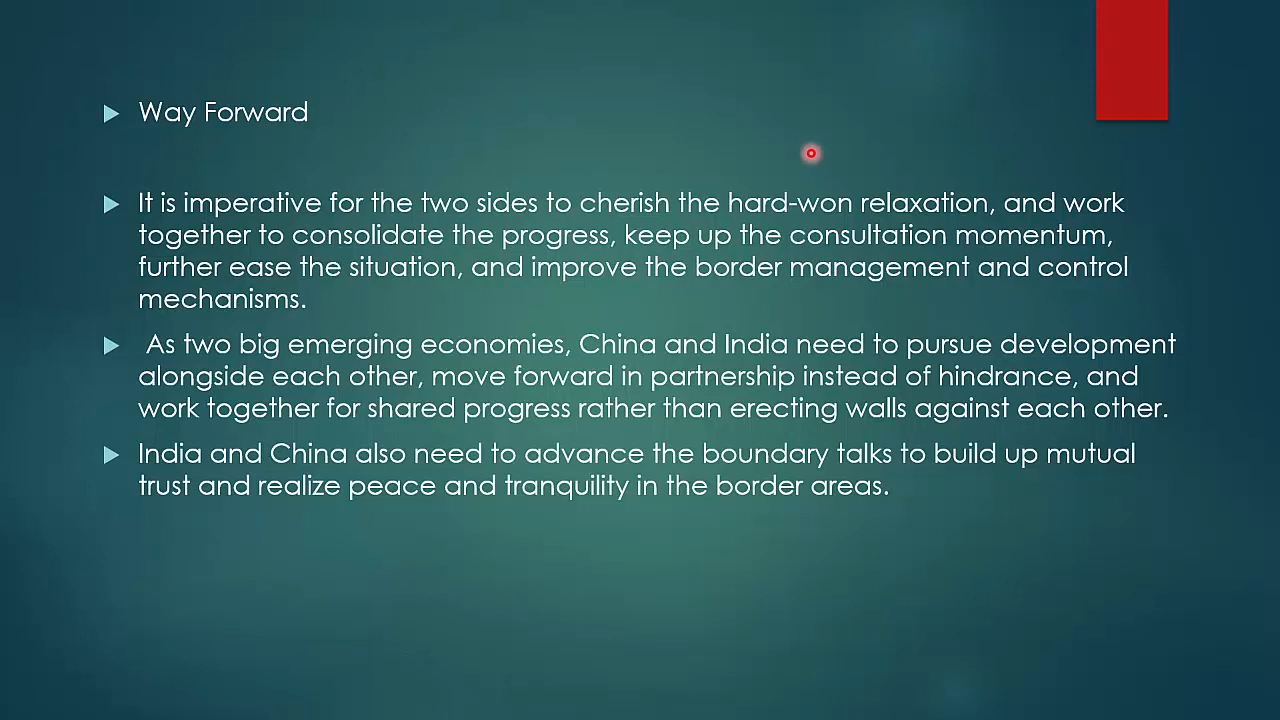 Way Forward
It is imperative for the two sides to cherish the hard-won relaxation, and work
together to consolidate the progress, keep up the consultation momentum,
further ease the situation, and improve the border management and control
mechanisms.
As two big emerging economies, China and India need to pursue development
alongside each other, move forward in partnership instead of hindrance, and
work together for shared progress rather than erecting walls against each other.
India and China also need to advance the boundary talks to build up mutual
trust and realize peace and tranquility in the border areas.